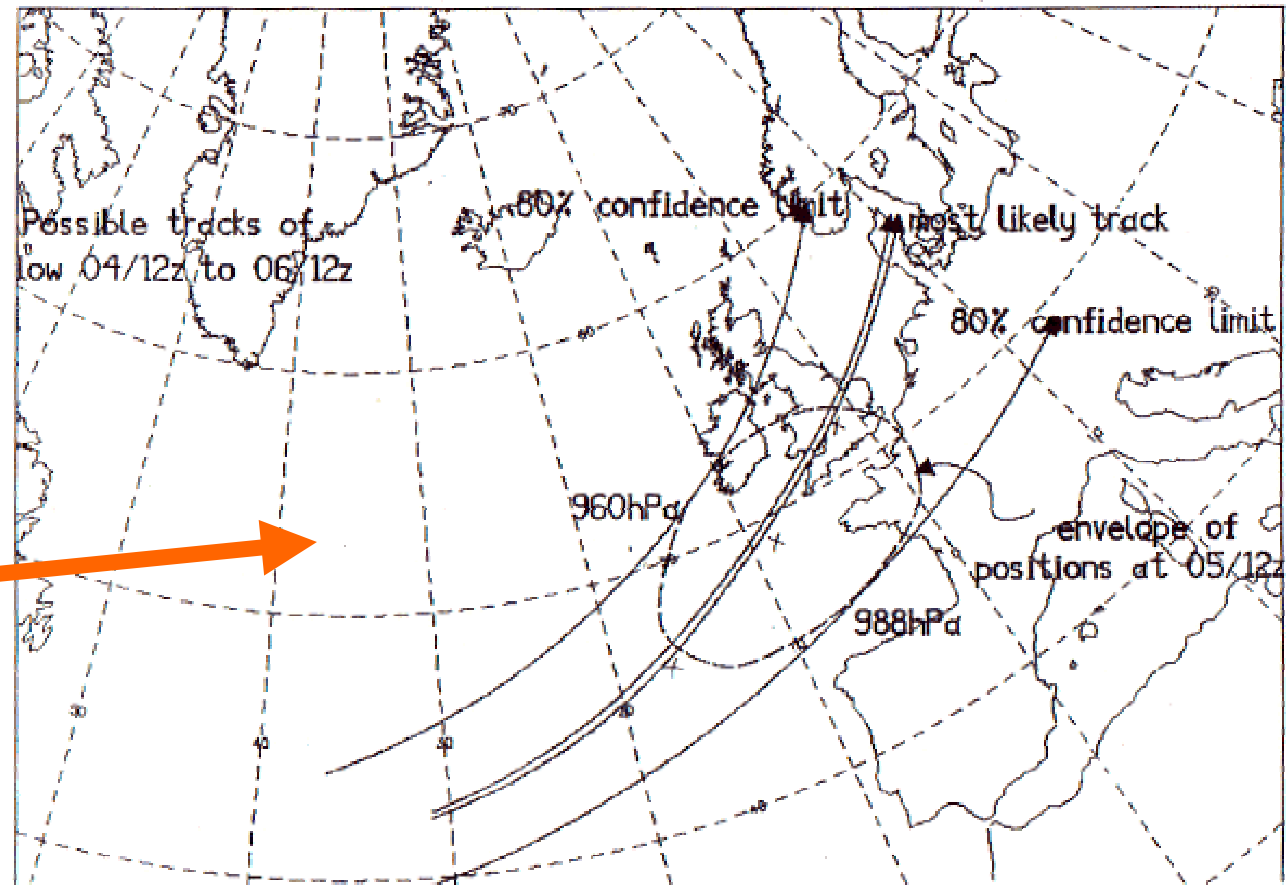 80% confidence limit
most likely track
Possible tracks of
low 04/12z to 06/12z
80% confidence limit
960hPa
envelope of
positions at 05/12z
988hPa
40